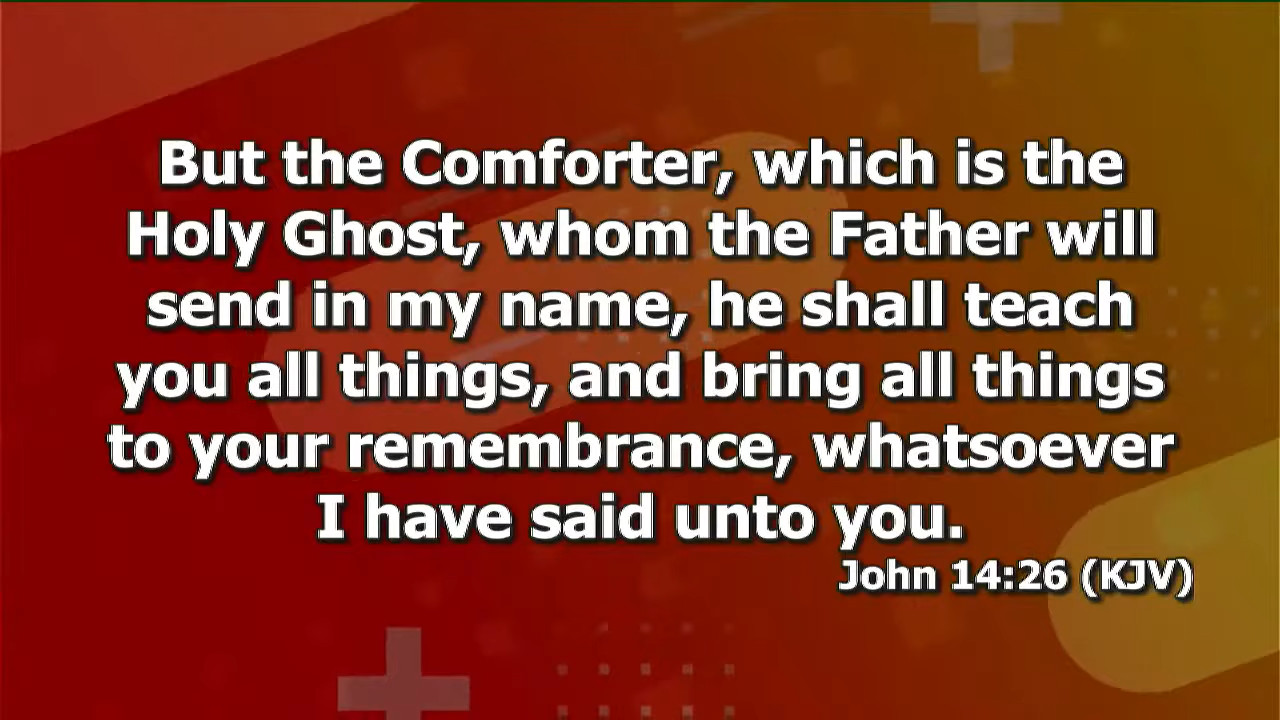 But the Comforter, which is the
Holy Ghost, whom the Father will
send in my name, he shall teach
you all things, and bring all things
to your remembrance, whatsoever
I have said unto you.
John 14:26 (KJV)